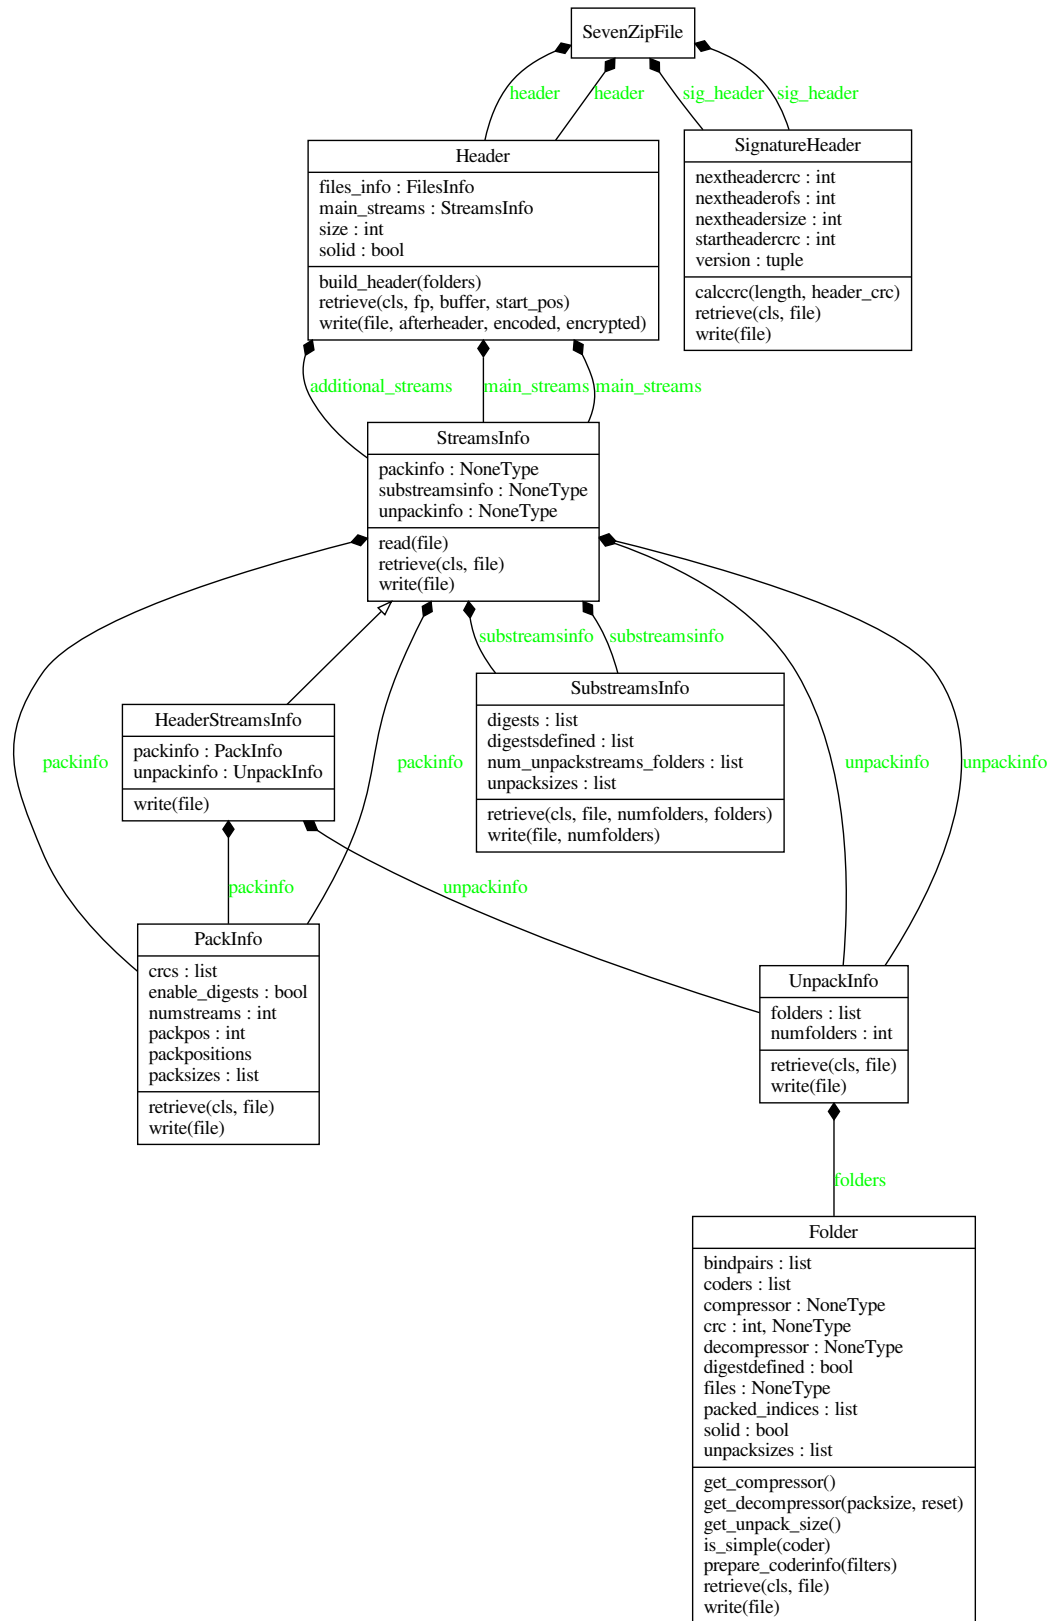 SevenZipFile
header
header
sig_header
sig_header
Header
files_info : FilesInfo
main_streams : StreamsInfo
size : int
solid : bool
build_header(folders)
retrieve(cls, fp, buffer, start_pos)
write(file, afterheader, encoded, encrypted)
SignatureHeader
nextheadercrc : int
nextheaderofs : int
nextheadersize : int
startheadercrc : int
version : tuple
calccrc(length, header_crc)
retrieve(cls, file)
write(file)
additional_streams
main_streams
main_streams
StreamsInfo
packinfo : NoneType
substreamsinfo : NoneType
unpackinfo : NoneType
read(file)
retrieve(cls, file)
write(file)
substreamsinfo
substreamsinfo
HeaderStreamsInfo
packinfo : PackInfo
unpackinfo : UnpackInfo
write(file)
SubstreamsInfo
digests : list
digestsdefined : list
num_unpackstreams_folders : list
unpacksizes : list
retrieve(cls, file, numfolders, folders)
write(file, numfolders)
packinfo
packinfo
unpackinfo
unpackinfo
packinfo
unpackinfo
PackInfo
crcs : list
enable_digests : bool
numstreams : int
packpos : int
packpositions
packsizes : list
retrieve(cls, file)
write(file)
UnpackInfo
folders : list
numfolders : int
retrieve(cls, file)
write(file)
folders
Folder
bindpairs : list
coders : list
compressor : NoneType
crc : int, NoneType
decompressor : NoneType
digestdefined : bool
files : NoneType
packed_indices : list
solid : bool
unpacksizes : list
get_compressor()
get_decompressor(packsize, reset)
get_unpack_size()
is_simple(coder)
prepare_coderinfo(filters)
retrieve(cls, file)
write(file)